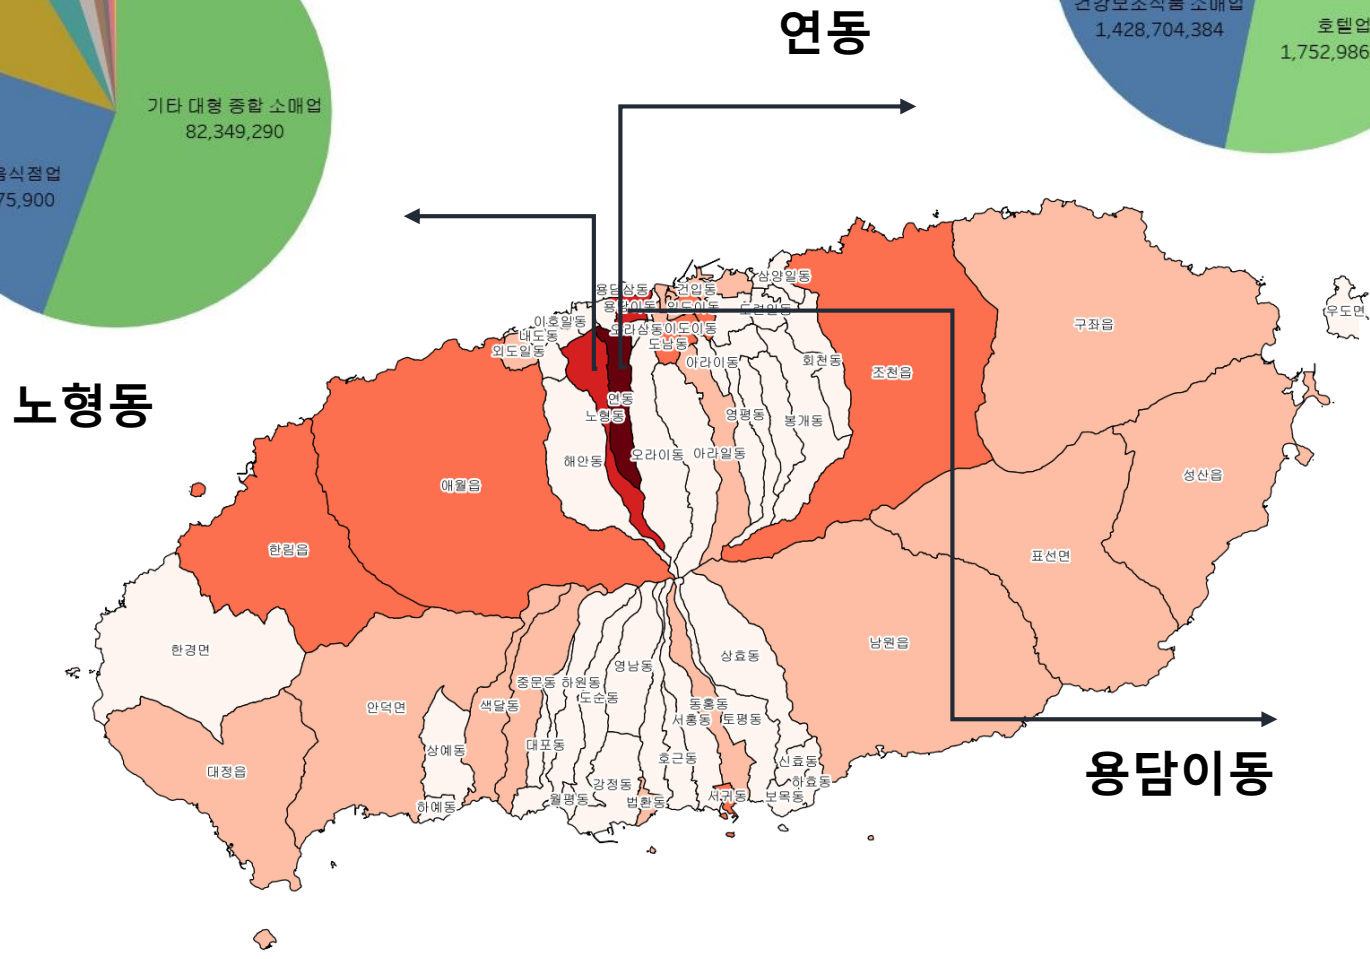 건강보조식품 소매업
1,428,704,384
호텔업
1,752,986
연동
기타 대형 종합 소매업
82,349,290
음식점업
75,900
노형동
용담이동
삼양일동
용담삼동
건입동
용담이동
일도이동
도련일동
이호일동
내도동
외도일동
오라삼동
이도이동
도남동
아라이동
회천동
조천읍
구좌읍
우도면
연동
노형동
영평동
봉개동
해안동
오라이동
아라일동
애월읍
성산읍
한림읍
표선면
한경면
남원읍
영남동
상효동
중문동
하원동
도순동
안덕면
색달동
동홍동
서홍동
토평동
상예동
대포동
호근동
신효동
대정읍
강정동
하효동
하예동
월평동
법환동
서귀동
보목동